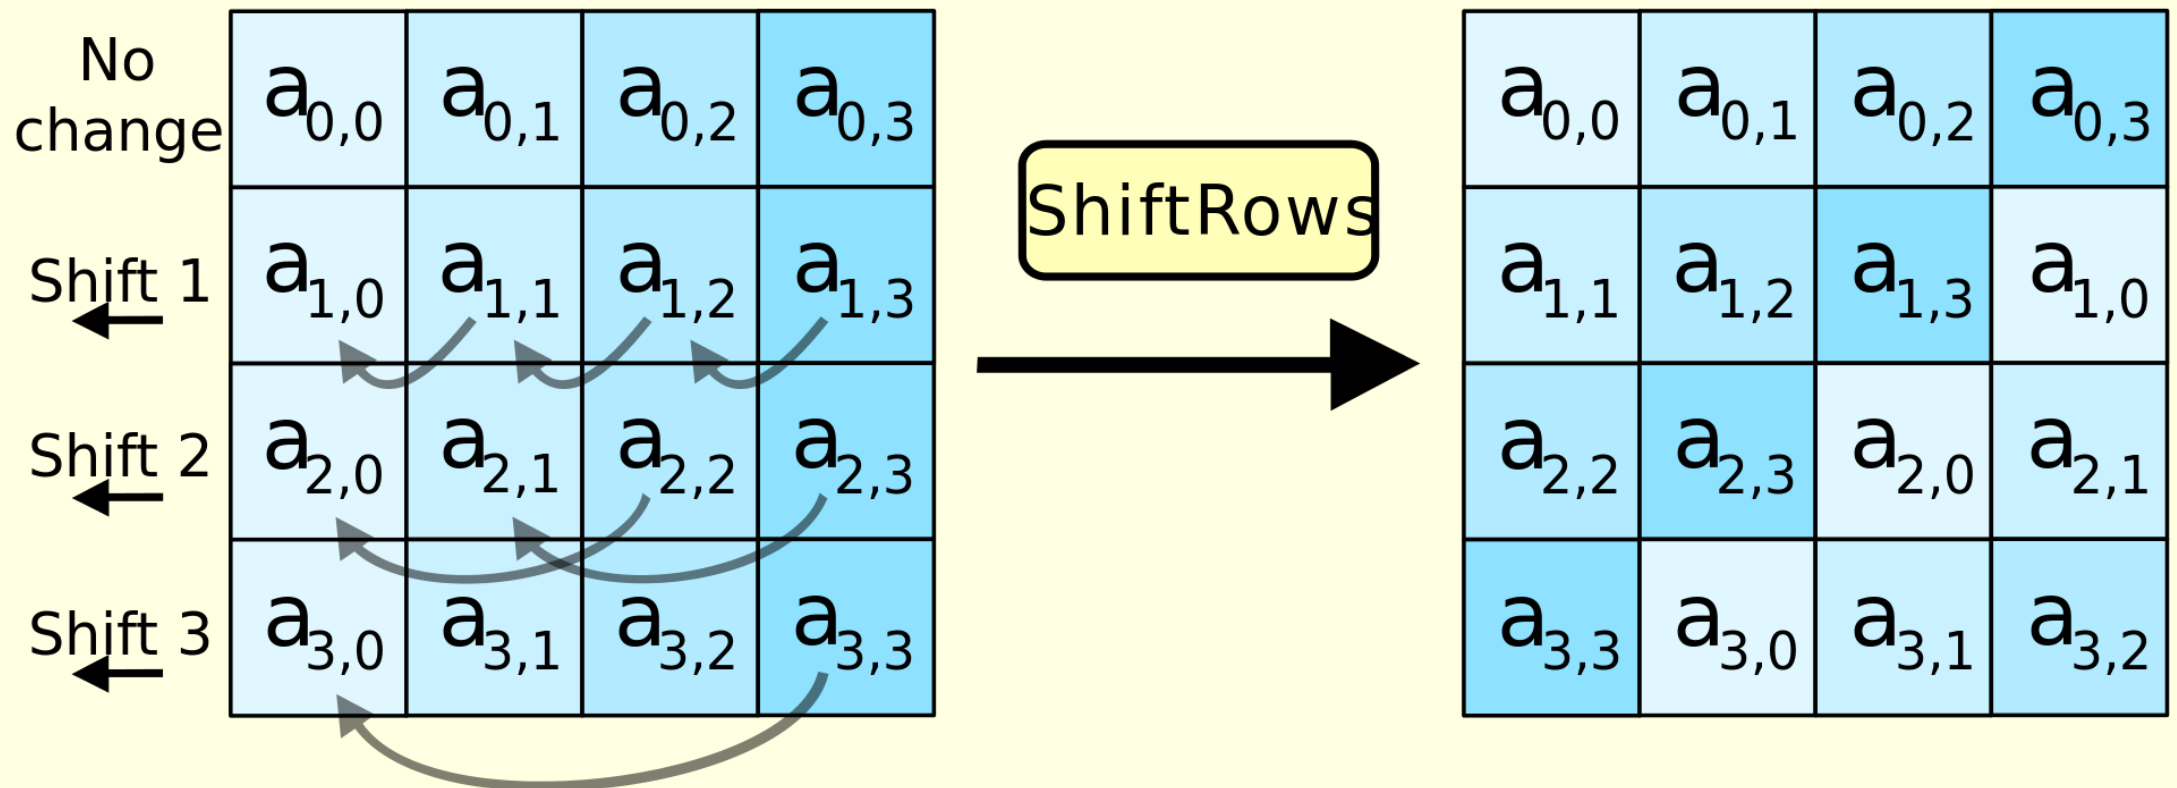 No
change
a0,0 a0,1 a0,2 a0,3
Shift 1
a1,0 a1,1 a1,2 a1,3
Shift 2
a2,0 a2,1 a2,2 a2,3
Shift 3
a3,0 a3,1 a3,2 a3,3
ShiftRows
a0,0 a0,1 a0,2 a0,3
a1,1 a1,2 a1,3 a1,0
a2,2 a2,3 a2,0 a2,1
a3,3 a3,0 a3,1 a3,2